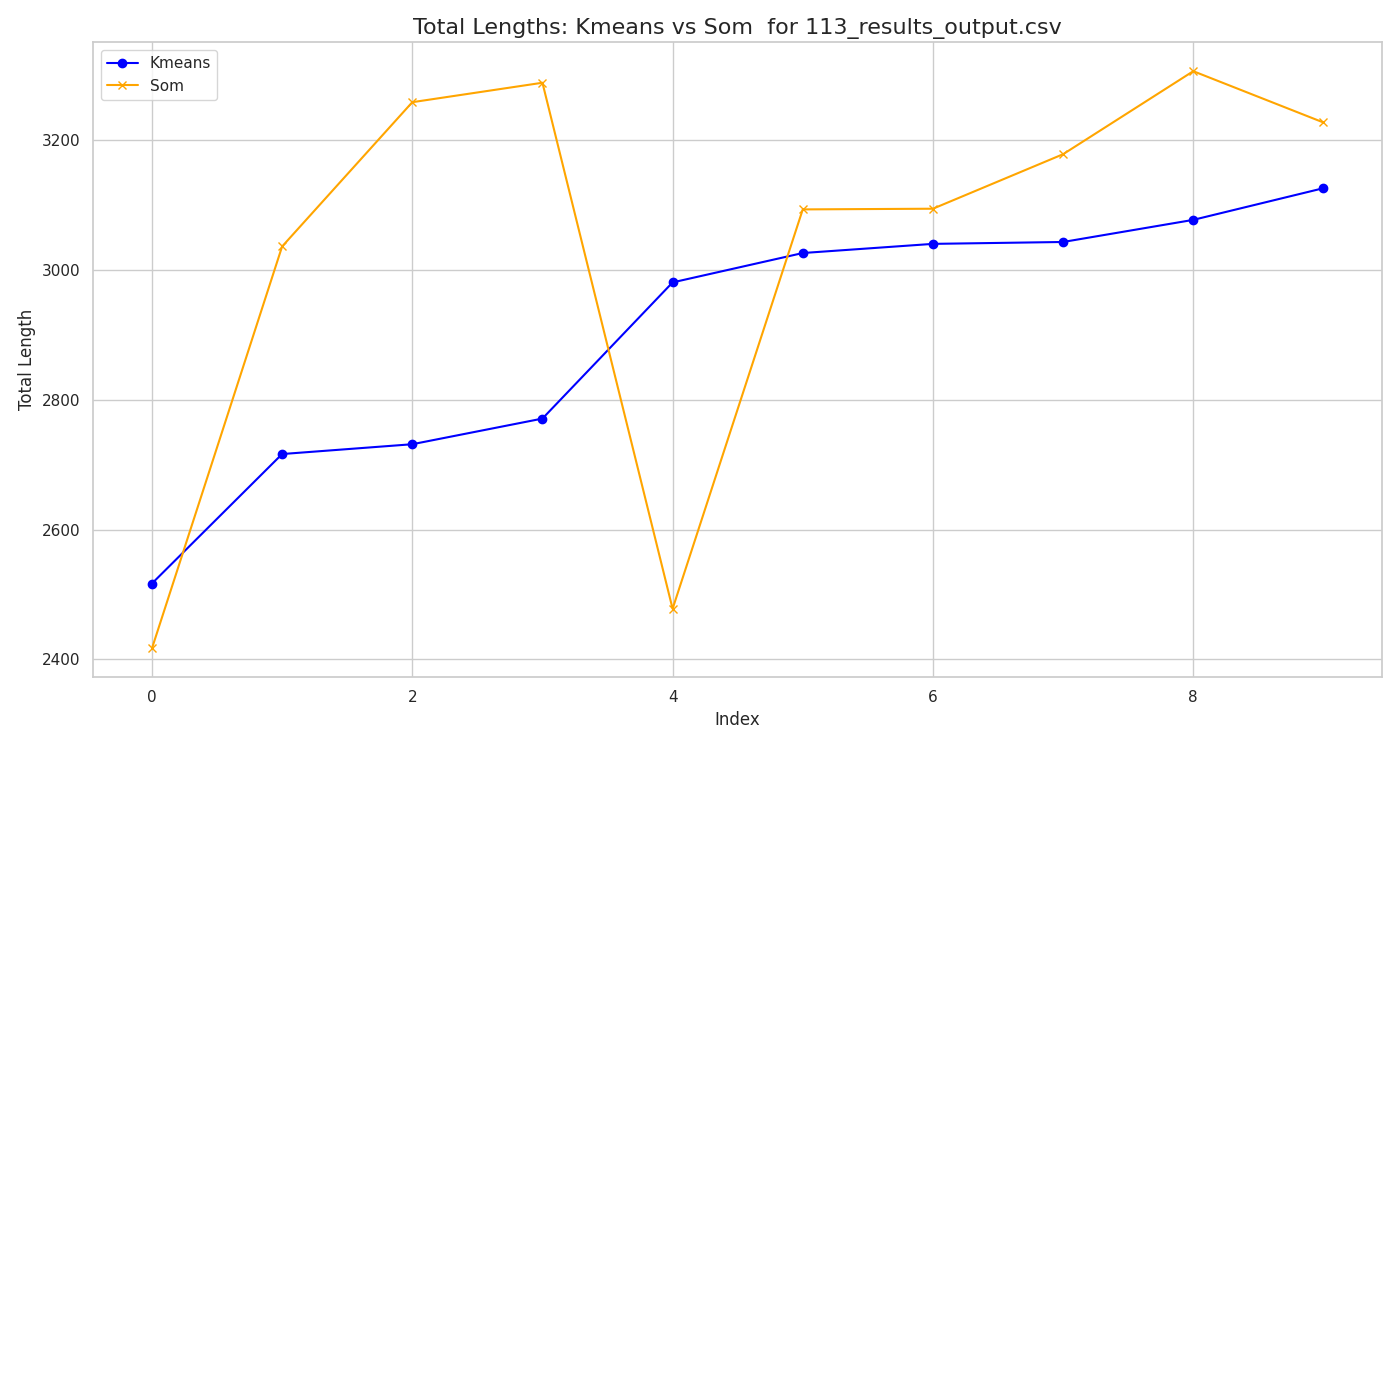 Total Lengths: Kmeans vs Som  for 113_results_output.csv
Kmeans
Som
3200
3000
2800
2600
2400
Total Length
0 2 4 6 8
Index